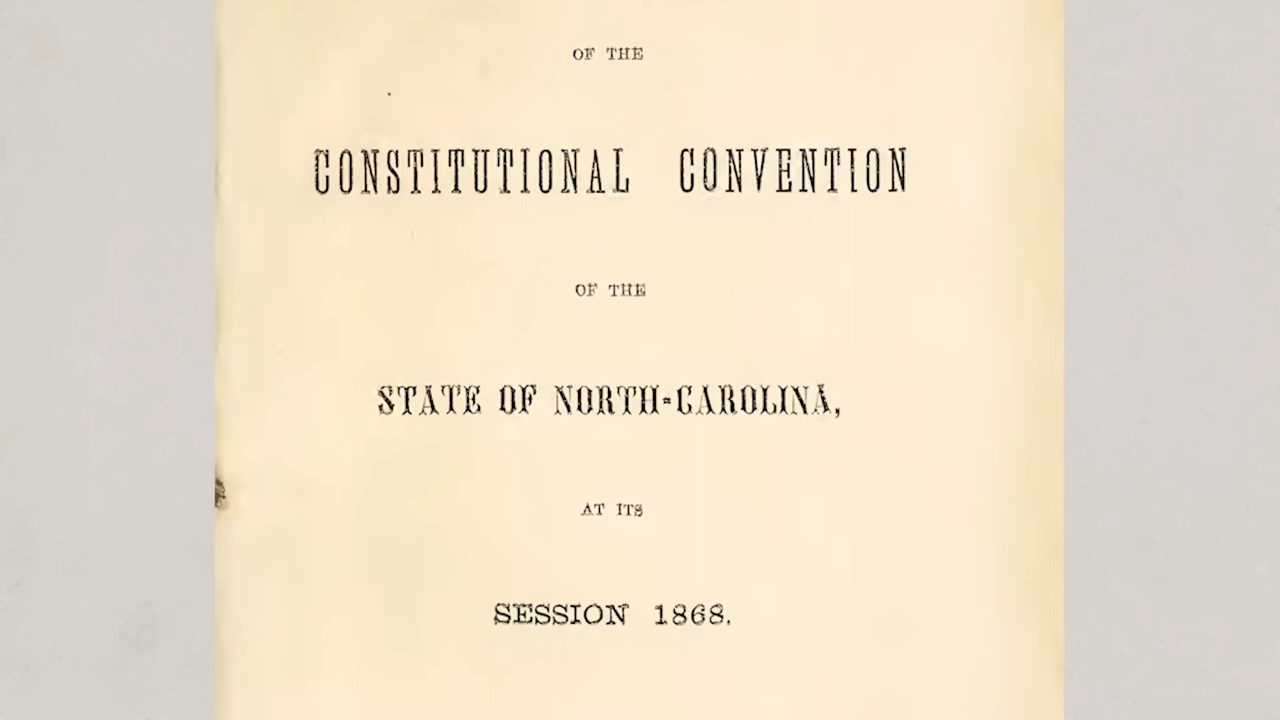 OF THE
CONSTITUTIONAL CONVENTION
OF THE
STATE OF NORTH-CAROLINA,
AT ITS
SESSION 1868.